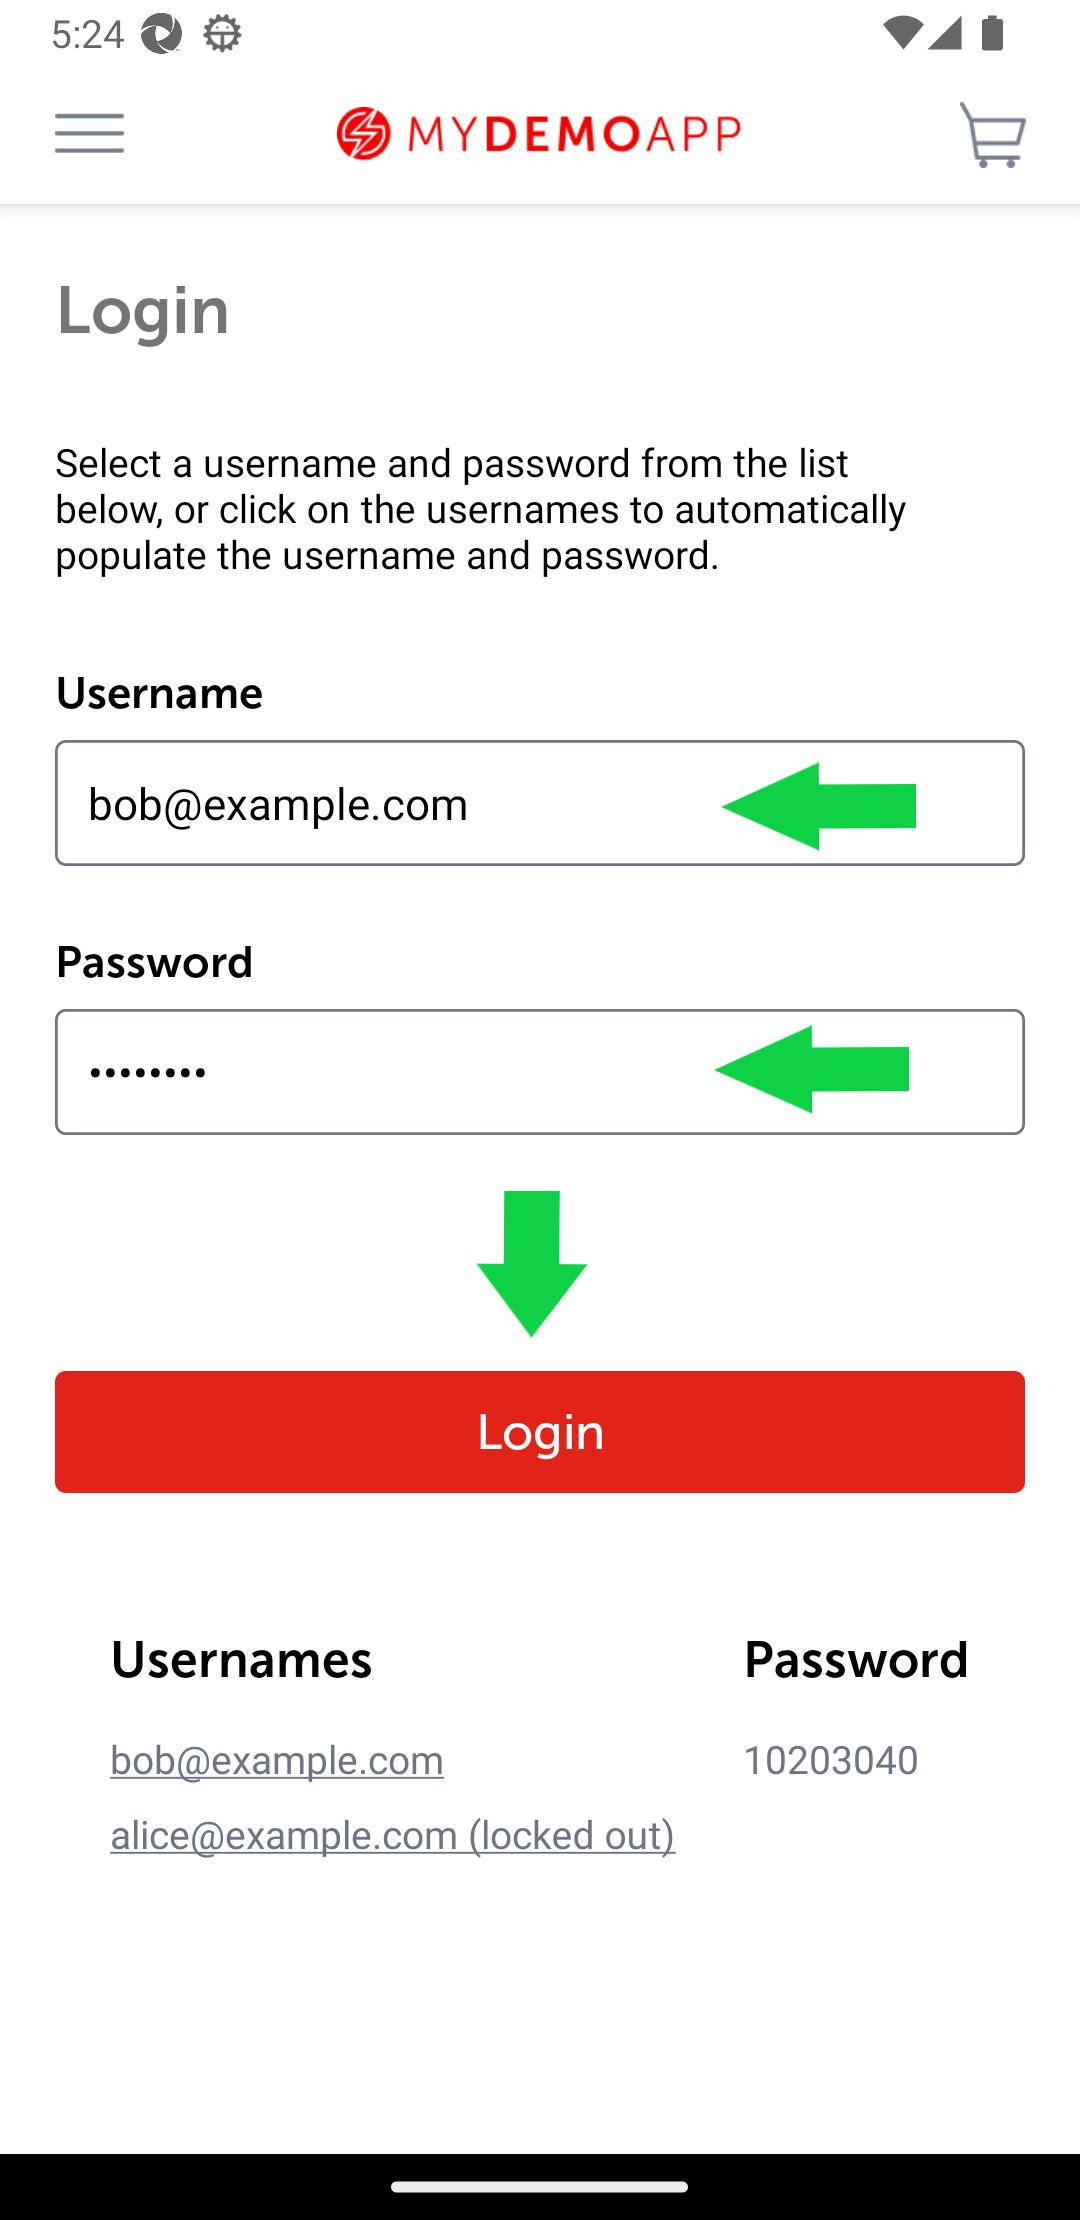 5:24
MYDEMOAPP
Login
Select a username and password from the list
below, or click on the usernames to automatically
populate the username and password.
Username
bob@example.com
Password
••••••••
Login
Usernames Password
bob@example.com 10203040
alice@example.com (locked out)